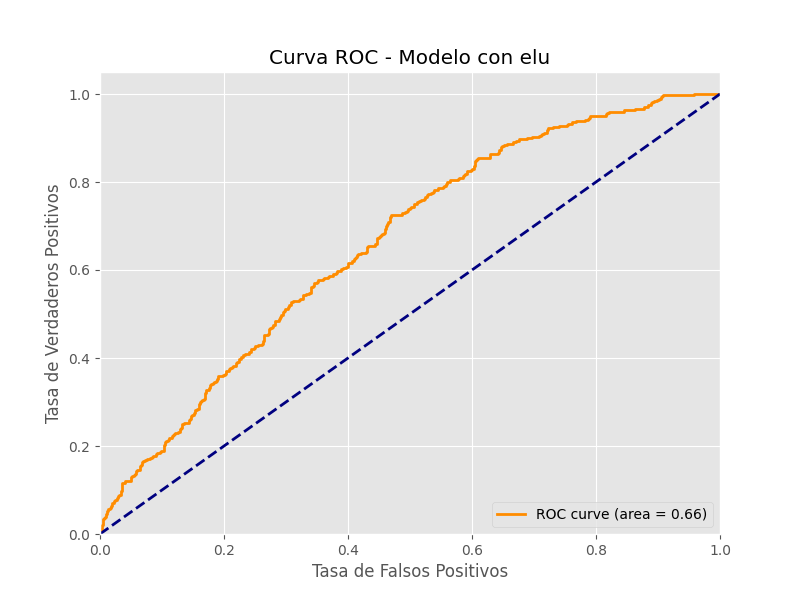 Curva ROC - Modelo con elu
Tasa de Verdaderos Positivos
1.0
0.8
0.6
0.4
0.2
0.0
0.0 0.2 0.4 0.6 0.8 1.0
Tasa de Falsos Positivos
ROC curve (area = 0.66)